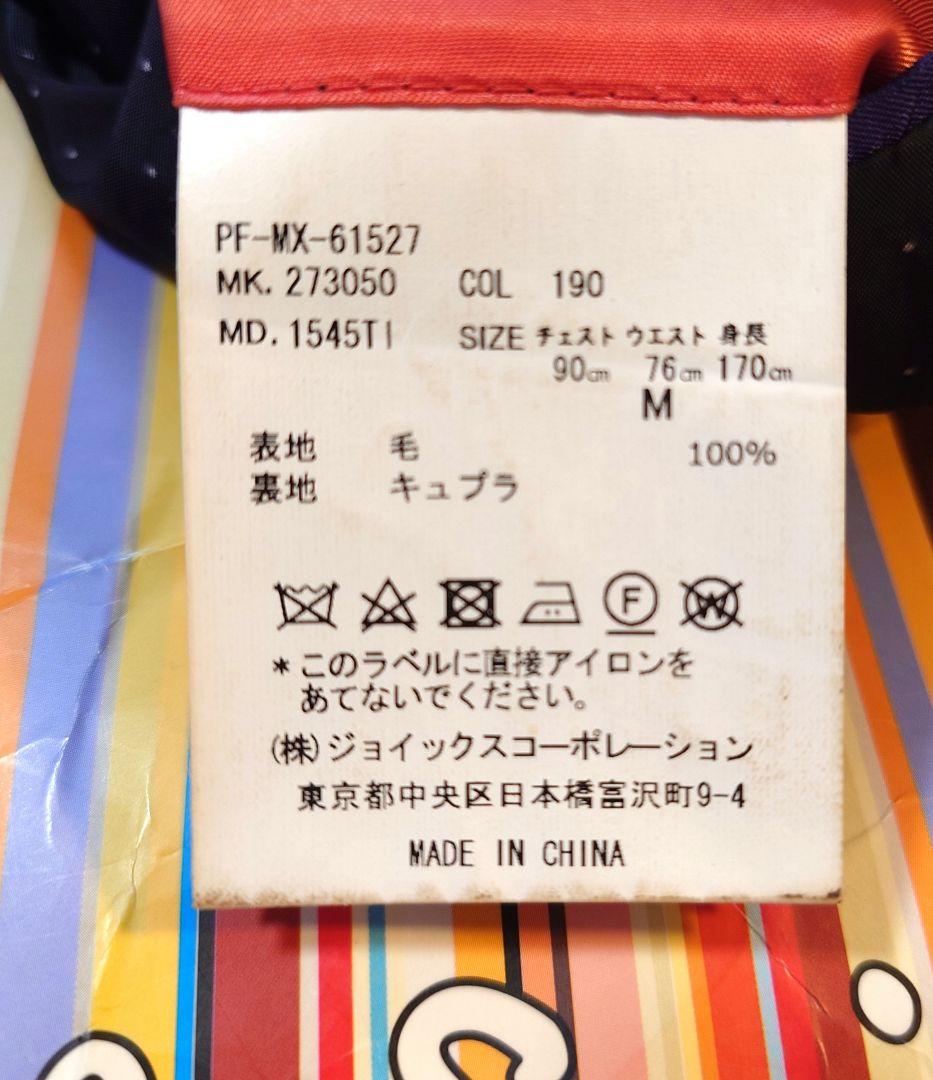 PF-MX-61527
MK. 273050 COL 190
MD. 1545TI SIZE チェスト ウエスト 身長
90㎝ 76㎝ 170㎝
M
表地 毛 100%
裏地 キュプラ
F W
*このラベルに直接アイロンを
あてないでください。
(株)ジョイックスコーポレーション
東京都中央区日本橋富沢町9-4
MADE IN CHINA